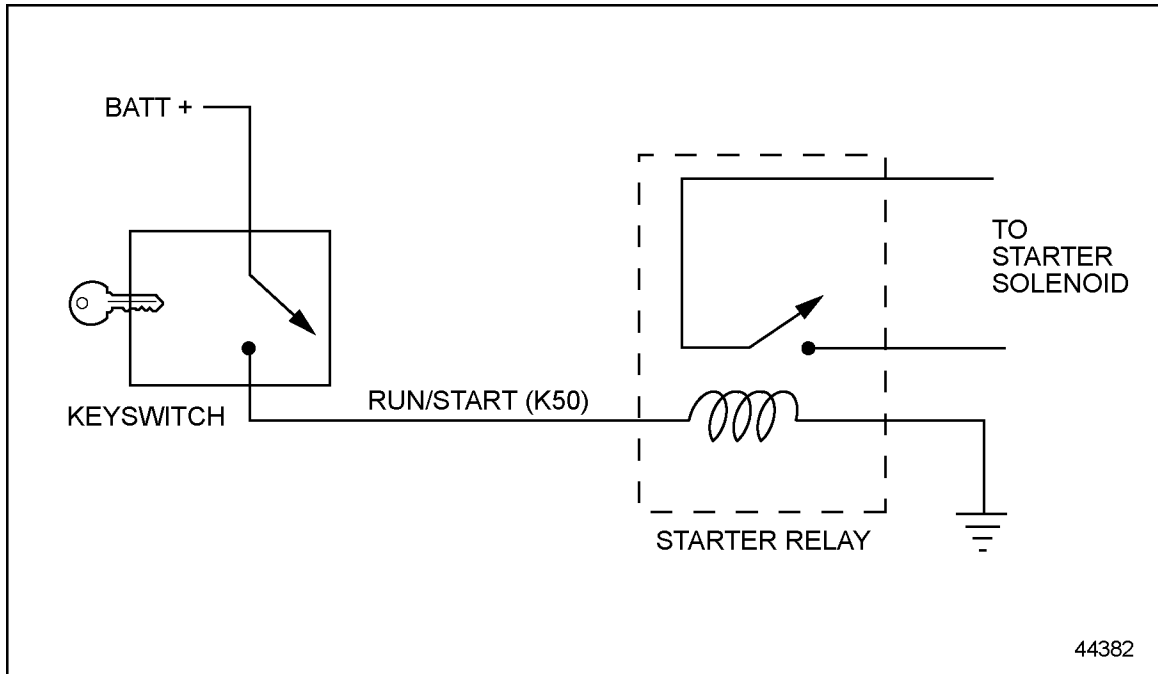 BATT +
KEYSWITCH
RUN/START (K50)
TO
STARTER
SOLENOID
STARTER RELAY
44382